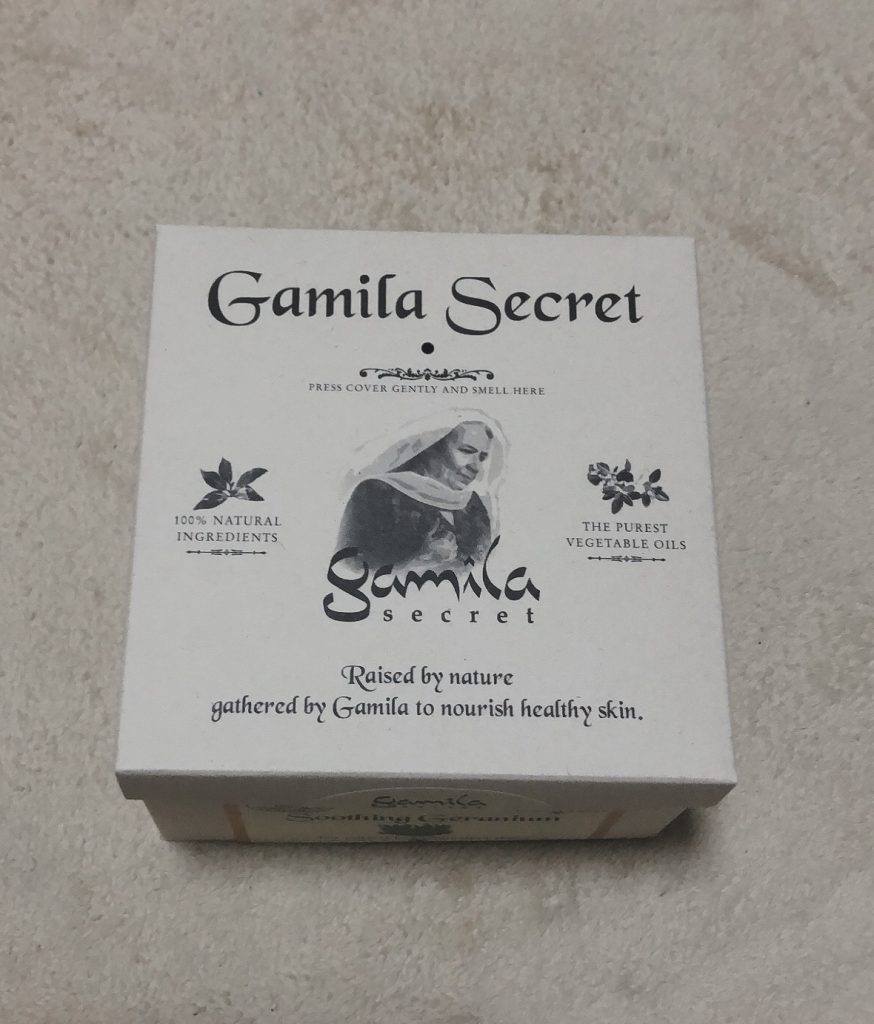 Gamila Secret
PRESS COVER GENTLY AND SMELL HERE
100% NATURAL
INGREDIENTS
THE PUREST
VEGETABLE OILS
gamila
secret
Raised by nature
gathered by Gamila to nourish healthy skin.
gamila
Soothing Geranium